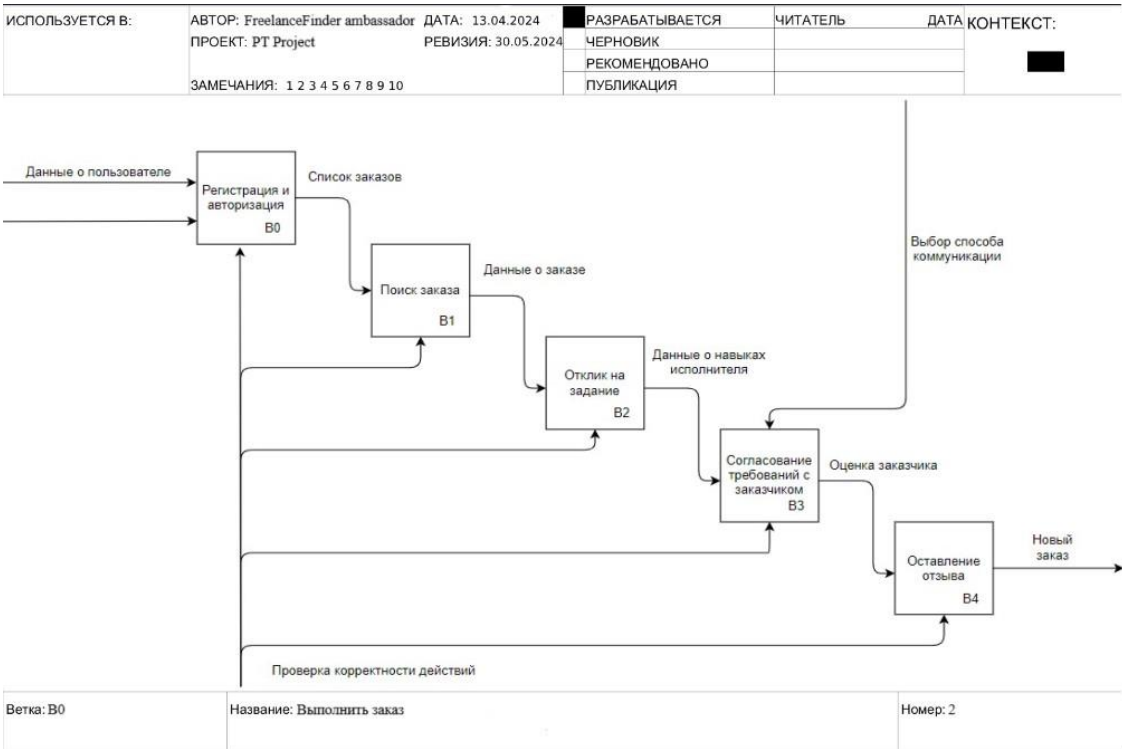 ИСПОЛЬЗУЕТСЯ В:
АВТОР: FreelanceFinder ambassador ДАТА: 13.04.2024
ПРОЕКТ: PT Project РЕВИЗИЯ: 30.05.2024
ЗАМЕЧАНИЯ: 1 2 3 4 5 6 7 8 9 10
РАЗРАБАТЫВАЕТСЯ
ЧЕРНОВИК
РЕКОМЕНДОВАНО
ПУБЛИКАЦИЯ
ЧИТАТЕЛЬ ДАТА
КОНТЕКСТ:
Данные о пользователе
Регистрация и
авторизация
B0
Список заказов
Поиск заказа
B1
Данные о заказе
Отклик на
задание
B2
Данные о навыках
исполнителя
Выбор способа
коммуникации
Согласование
требований с
заказчиком
B3
Оценка заказчика
Оставление
отзыва
B4
Новый
заказ
Проверка корректности действий
Ветка: B0
Название: Выполнить заказ
Номер: 2